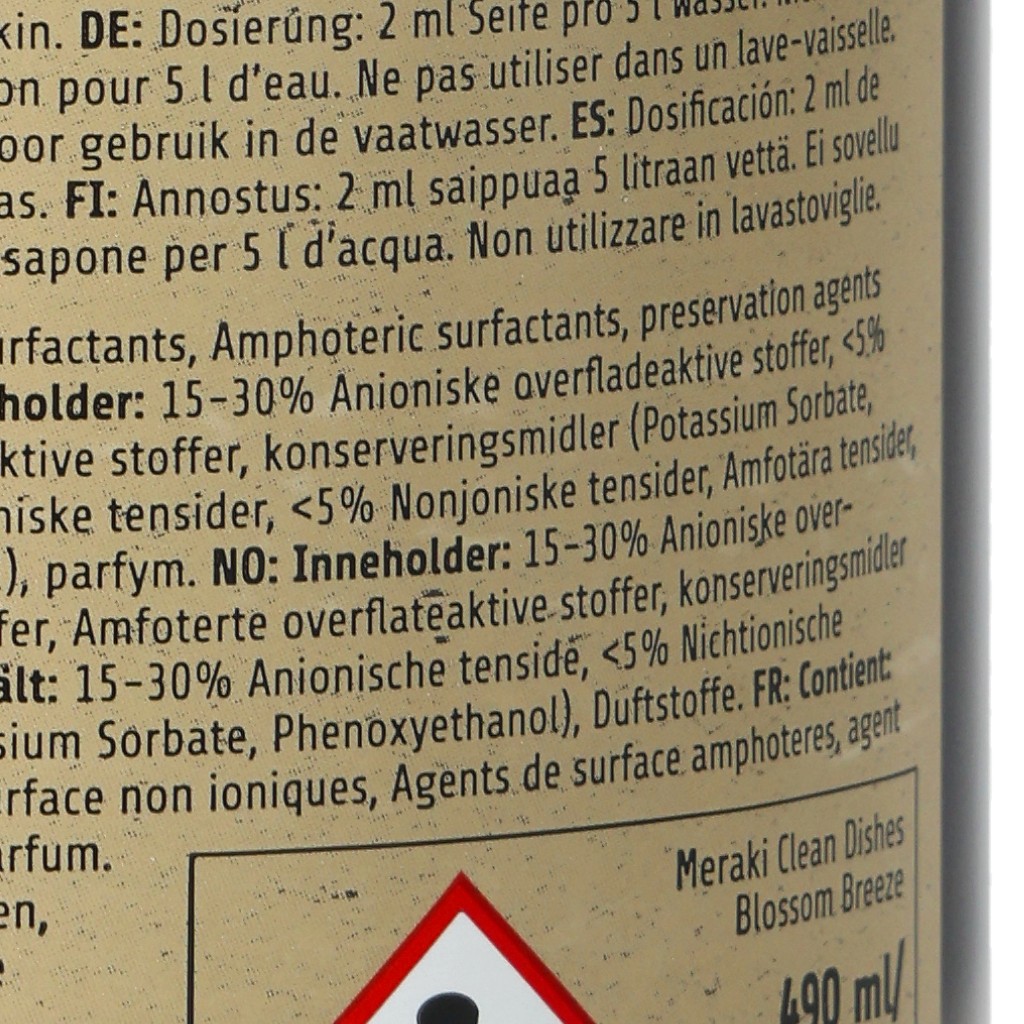 kin. DE: Dosierung: 2 ml Seife pro 5 l Wasser.
on pour 5 l d'eau. Ne pas utiliser dans un lave-vaisselle.
oor gebruik in de vaatwasser. ES: Dosificación: 2 ml de
as. FI: Annostus: 2 ml saippuaa 5 litraan vettä. Ei sovellu
sapone per 5 l d'acqua. Non utilizzare in lavastoviglie.
urfactants, Amphoteric surfactants, preservation agents
holder: 15-30% Anioniske overfladeaktive stoffer, <5%
ktive stoffer, konserveringsmidler (Potassium Sorbate,
niske tensider, <5% Nonjoniske tensider, Amfotära tensider,
.), parfym. NO: Inneholder: 15-30% Anioniske over-
fer, Amfoterte overflateaktive stoffer, konserveringsmidler
ält: 15-30% Anionische tenside, <5% Nichtionische
sium Sorbate, Phenoxyethanol), Duftstoffe. FR: Contient:
rface non ioniques, Agents de surface amphoteres, agent
arfum.
en,
e
Meraki Clean Dishes
Blossom Breeze
490 ml/